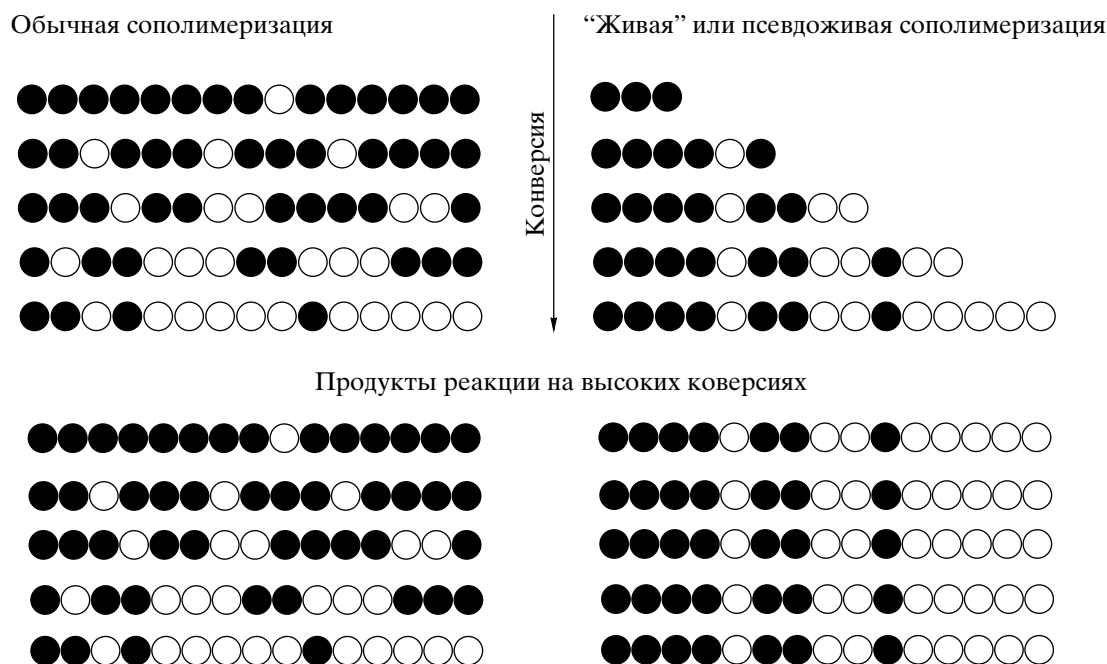 Обычная сополимеризация
“Живая” или псевдоживая сополимеризация
Конверсия
Продукты реакции на высоких коверсиях